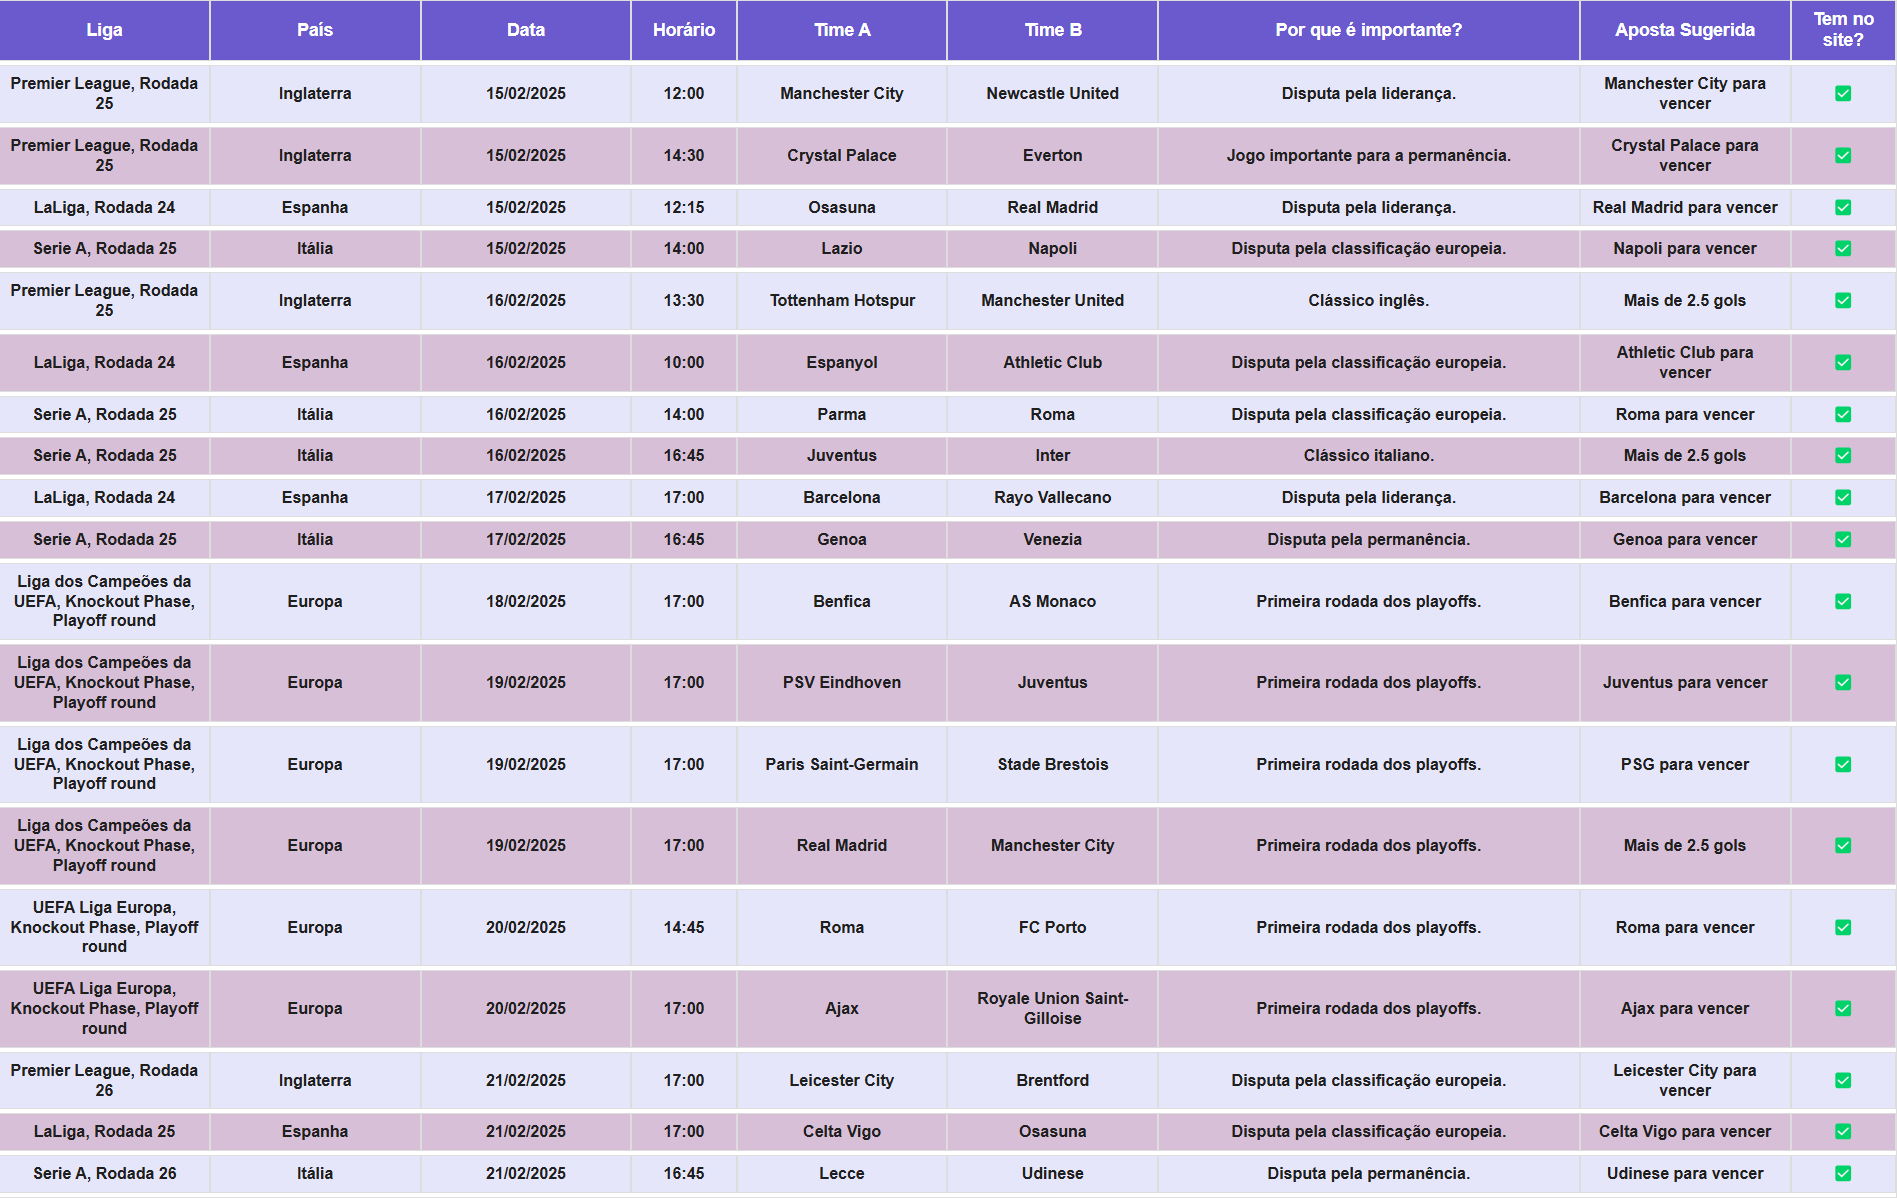 Liga País Data Horário Time A Time B Por que é importante? Aposta Sugerida Tem no site?
Premier League, Rodada 25 Inglaterra 15/02/2025 12:00 Manchester City Newcastle United Disputa pela liderança. Manchester City para vencer ✅
Premier League, Rodada 25 Inglaterra 15/02/2025 14:30 Crystal Palace Everton Jogo importante para a permanência. Crystal Palace para vencer ✅
LaLiga, Rodada 24 Espanha 15/02/2025 12:15 Osasuna Real Madrid Disputa pela liderança. Real Madrid para vencer ✅
Serie A, Rodada 25 Itália 15/02/2025 14:00 Lazio Napoli Disputa pela classificação europeia. Napoli para vencer ✅
Premier League, Rodada 25 Inglaterra 16/02/2025 13:30 Tottenham Hotspur Manchester United Clássico inglês. Mais de 2.5 gols ✅
LaLiga, Rodada 24 Espanha 16/02/2025 10:00 Espanyol Athletic Club Disputa pela classificação europeia. Athletic Club para vencer ✅
Serie A, Rodada 25 Itália 16/02/2025 14:00 Parma Roma Disputa pela classificação europeia. Roma para vencer ✅
Serie A, Rodada 25 Itália 16/02/2025 16:45 Juventus Inter Clássico italiano. Mais de 2.5 gols ✅
LaLiga, Rodada 24 Espanha 17/02/2025 17:00 Barcelona Rayo Vallecano Disputa pela liderança. Barcelona para vencer ✅
Serie A, Rodada 25 Itália 17/02/2025 16:45 Genoa Venezia Disputa pela permanência. Genoa para vencer ✅
Liga dos Campeões da UEFA, Knockout Phase, Playoff round Europa 18/02/2025 17:00 Benfica AS Monaco Primeira rodada dos playoffs. Benfica para vencer ✅
Liga dos Campeões da UEFA, Knockout Phase, Playoff round Europa 19/02/2025 17:00 PSV Eindhoven Juventus Primeira rodada dos playoffs. Juventus para vencer ✅
Liga dos Campeões da UEFA, Knockout Phase, Playoff round Europa 19/02/2025 17:00 Paris Saint-Germain Stade Brestois Primeira rodada dos playoffs. PSG para vencer ✅
Liga dos Campeões da UEFA, Knockout Phase, Playoff round Europa 19/02/2025 17:00 Real Madrid Manchester City Primeira rodada dos playoffs. Mais de 2.5 gols ✅
UEFA Liga Europa, Knockout Phase, Playoff round Europa 20/02/2025 14:45 Roma FC Porto Primeira rodada dos playoffs. Roma para vencer ✅
UEFA Liga Europa, Knockout Phase, Playoff round Europa 20/02/2025 17:00 Ajax Royale Union Saint-Gilloise Primeira rodada dos playoffs. Ajax para vencer ✅
Premier League, Rodada 26 Inglaterra 21/02/2025 17:00 Leicester City Brentford Disputa pela classificação europeia. Leicester City para vencer ✅
LaLiga, Rodada 25 Espanha 21/02/2025 17:00 Celta Vigo Osasuna Disputa pela classificação europeia. Celta Vigo para vencer ✅
Serie A, Rodada 26 Itália 21/02/2025 16:45 Lecce Udinese Disputa pela permanência. Udinese para vencer ✅